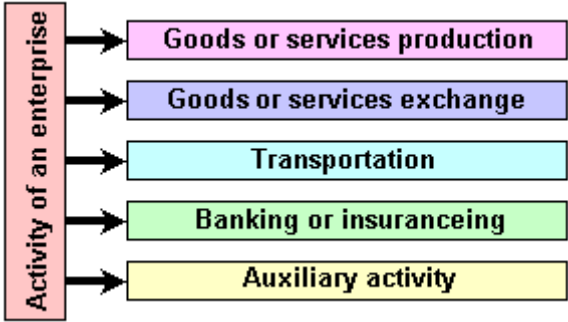 Activity of an enterprise
Goods or services production
Goods or services exchange
Transportation
Banking or insuranceing
Auxiliary activity